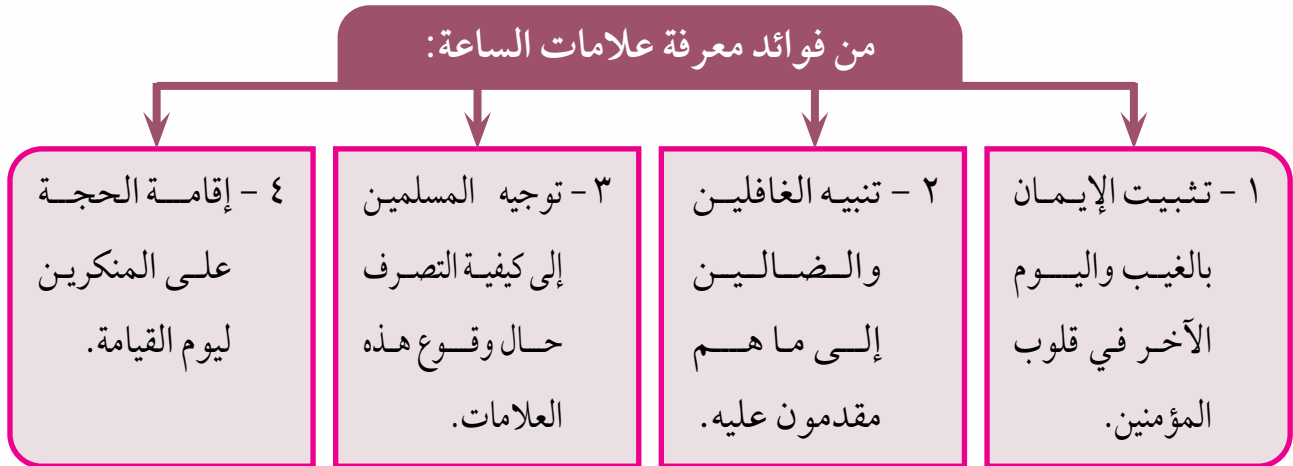 من فوائد معرفة علامات الساعة:
١ - تثبيت الإيمان
بالغيب واليوم
الآخر في قلوب
المؤمنين.
٢ - تنبيه الغافلين
والضالين
إلى ما هم
مقدمون عليه.
٣ - توجيه المسلمين
إلى كيفية التصرف
حال وقوع هذه
العلامات.
٤ - إقامة الحجة
على المنكرين
ليوم القيامة.